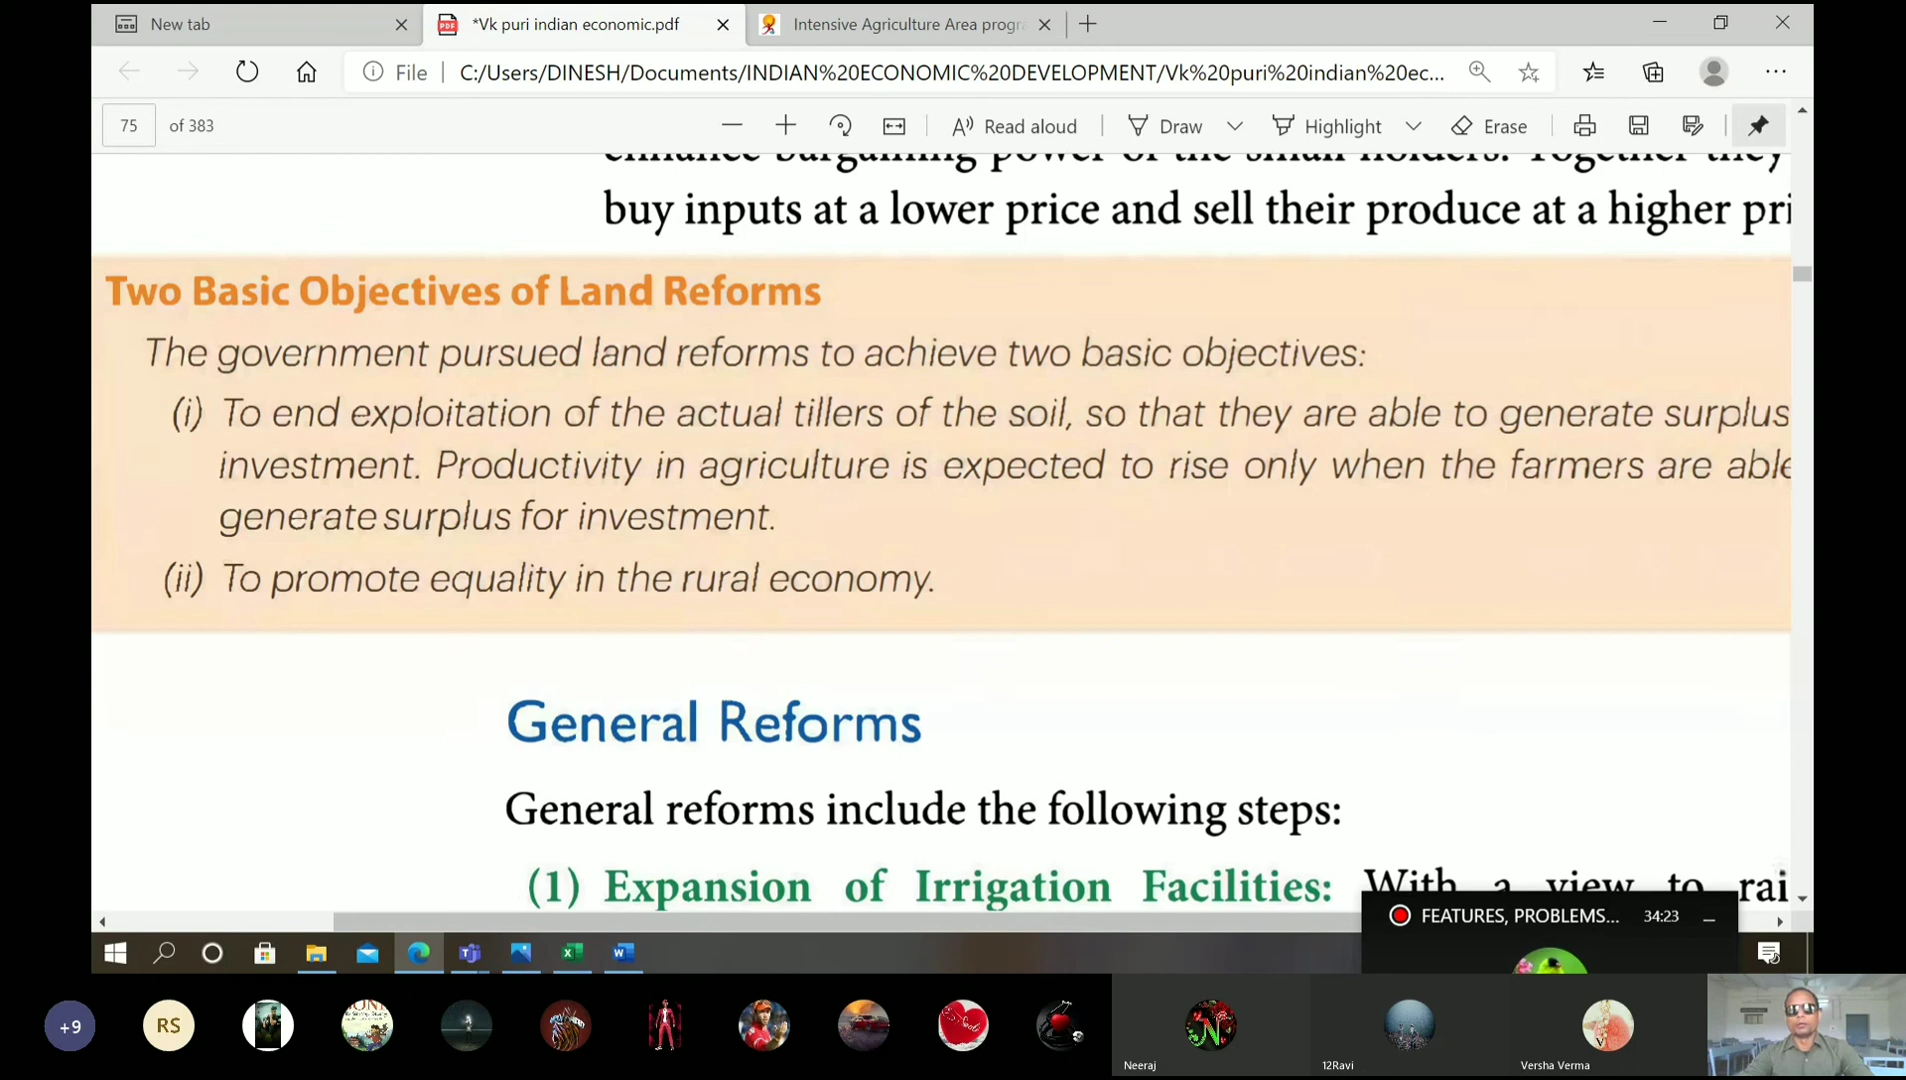 New tab
*Vk puri indian economic.pdf
Intensive Agriculture Area progr
File
C:/Users/DINESH/Documents/INDIAN%20ECONOMIC%20DEVELOPMENT/Vk%20puri%20indian%20ec...
75 of 383
Read aloud
Draw
Highlight
Erase
enhance bargaining power of the small holders. Together they
buy inputs at a lower price and sell their produce at a higher pri
Two Basic Objectives of Land Reforms
The government pursued land reforms to achieve two basic objectives:
(i) To end exploitation of the actual tillers of the soil, so that they are able to generate surplus
investment. Productivity in agriculture is expected to rise only when the farmers are able
generate surplus for investment.
(ii) To promote equality in the rural economy.
General Reforms
General reforms include the following steps:
(1) Expansion of Irrigation Facilities: With a view to rai
FEATURES, PROBLEMS... 34:23
+9
RS
Neeraj
12Ravi
Versha Verma